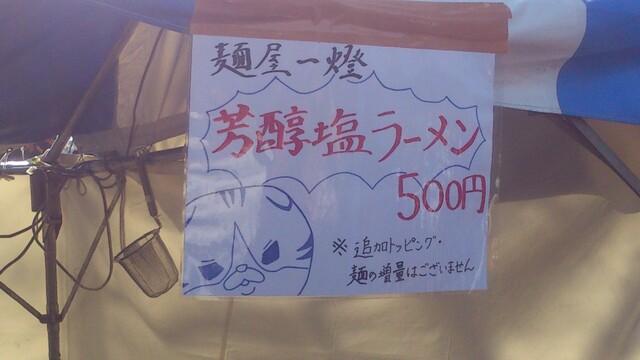 麺屋一燈
芳醇塩ラーメン
500円
※追加トッピング・
麺の増量はございません